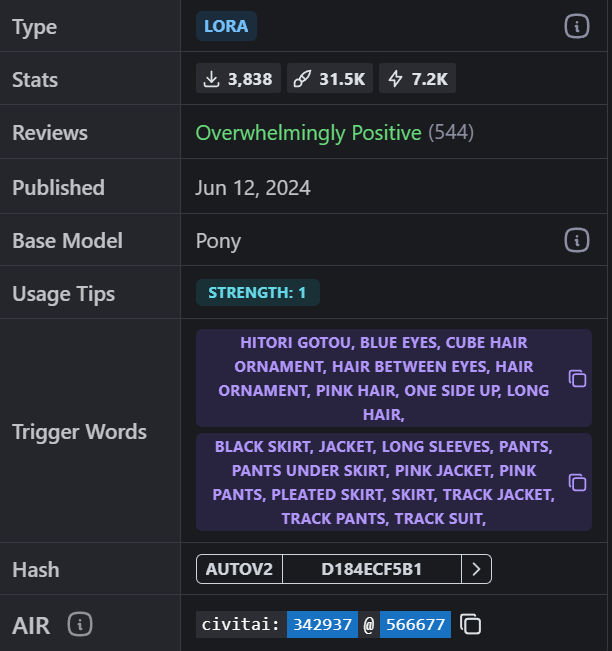 Type LORA
Stats 3,838 31.5K 7.2K
Reviews Overwhelmingly Positive (544)
Published Jun 12, 2024
Base Model Pony
Usage Tips STRENGTH: 1
Trigger Words
HITORI GOTOU, BLUE EYES, CUBE HAIR
ORNAMENT, HAIR BETWEEN EYES, HAIR
ORNAMENT, PINK HAIR, ONE SIDE UP, LONG
HAIR,
BLACK SKIRT, JACKET, LONG SLEEVES, PANTS,
PANTS UNDER SKIRT, PINK JACKET, PINK
PANTS, PLEATED SKIRT, SKIRT, TRACK JACKET,
TRACK PANTS, TRACK SUIT,
Hash AUTOV2 D184ECF5B1
AIR civitai: 342937 @ 566677